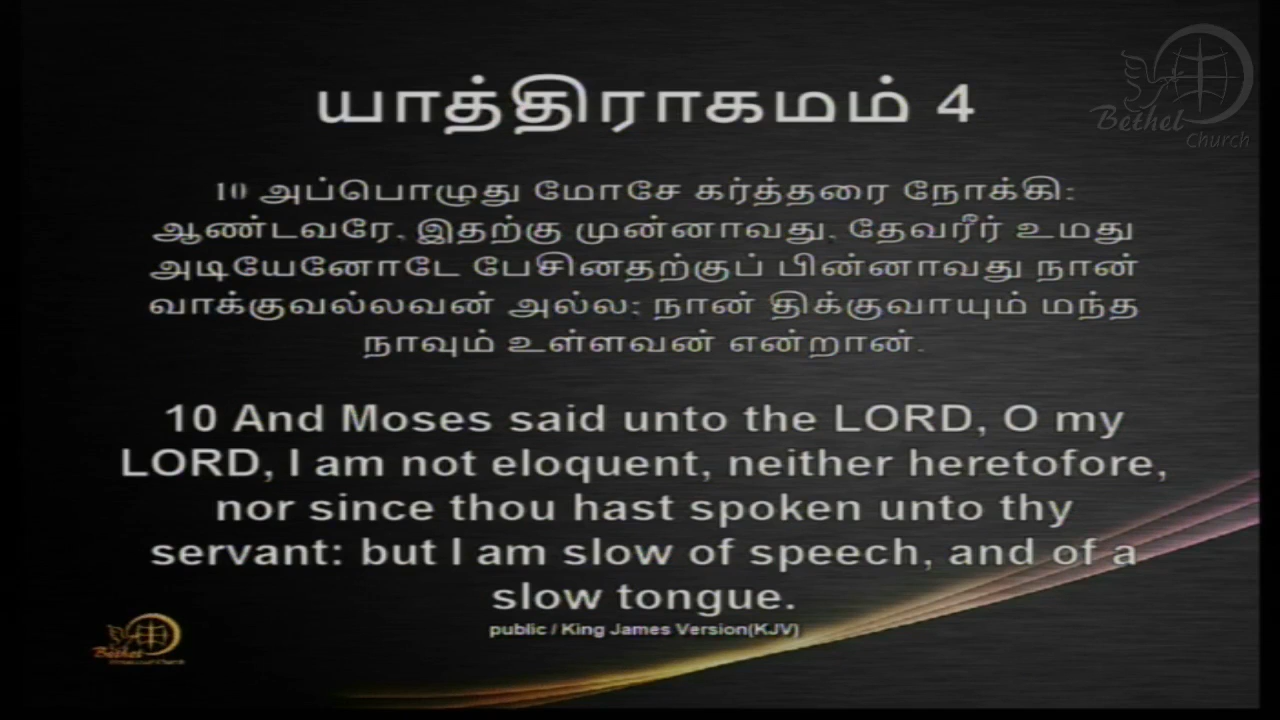 Bethel
Church
யாத்திராகமம் 4
10 அப்பொழுது மோசே கர்த்தரை நோக்கி:
ஆண்டவரே, இதற்கு முன்னாவது, தேவரீர் உமது
அடியேனோடே பேசினதற்குப் பின்னாவது நான்
வாக்குவல்லவன் அல்ல; நான் திக்குவாயும் மந்த
நாவும் உள்ளவன் என்றான்.
10 And Moses said unto the LORD, O my
LORD, I am not eloquent, neither heretofore,
nor since thou hast spoken unto thy
servant: but I am slow of speech, and of a
slow tongue.
public / King James Version(KJV)
Bethel